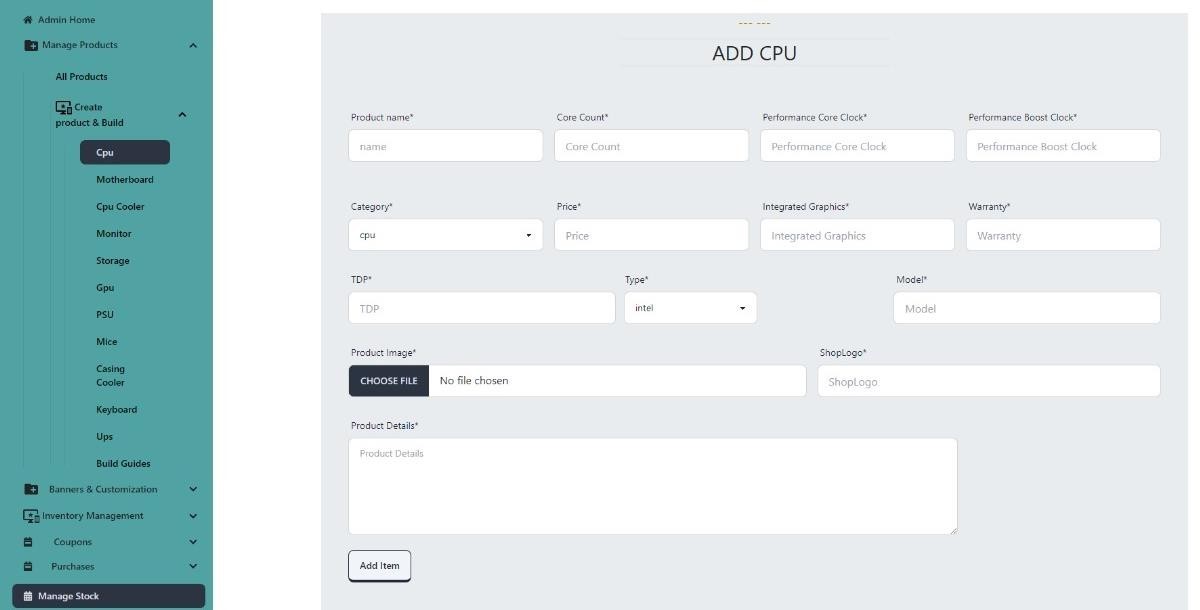 Admin Home
Manage Products
All Products
Create
product & Build
Cpu
Motherboard
Cpu Cooler
Monitor
Storage
Gpu
PSU
Mice
Casing
Cooler
Keyboard
Ups
Build Guides
Banners & Customization
Inventory Management
Coupons
Purchases
Manage Stock
--- ---
ADD CPU
Product name* Core Count* Performance Core Clock* Performance Boost Clock*
name Core Count Performance Core Clock Performance Boost Clock
Category* Price* Integrated Graphics* Warranty*
cpu Price Integrated Graphics Warranty
TDP* Type* Model*
TDP intel Model
Product Image* ShopLogo*
CHOOSE FILE No file chosen ShopLogo
Product Details*
Product Details
Add Item